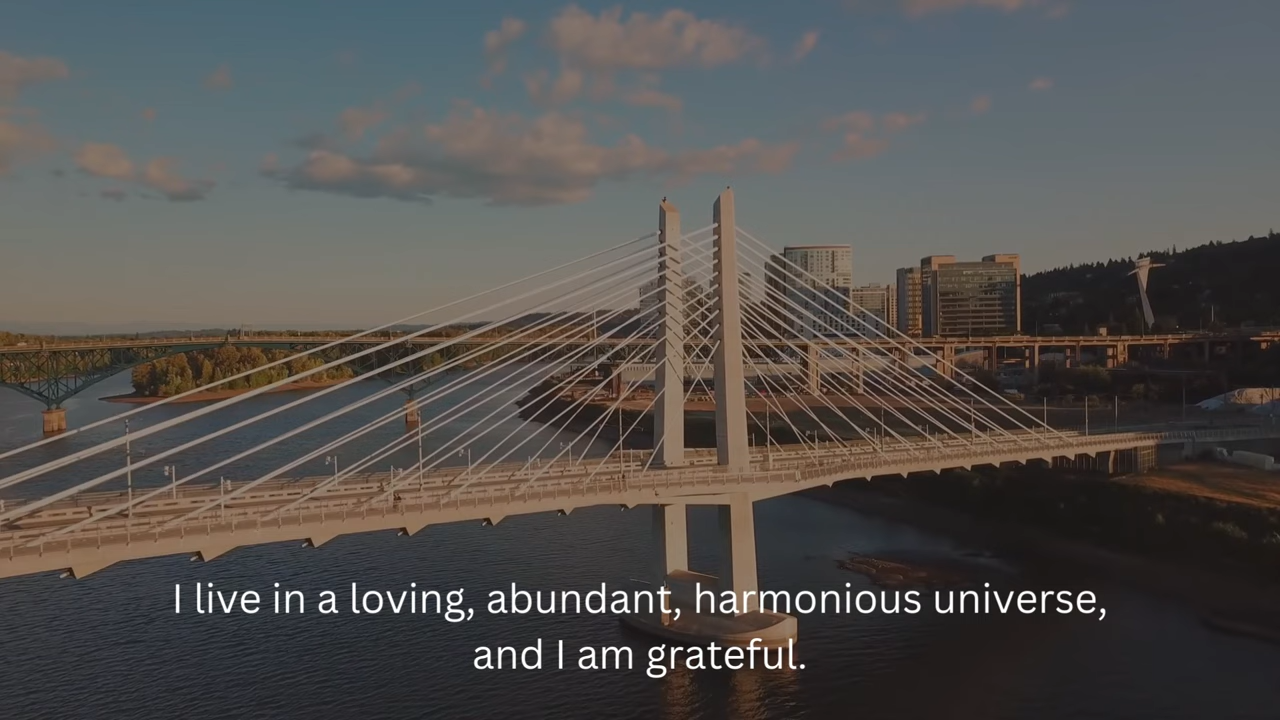 I live in a loving, abundant, harmonious universe,
and I am grateful.